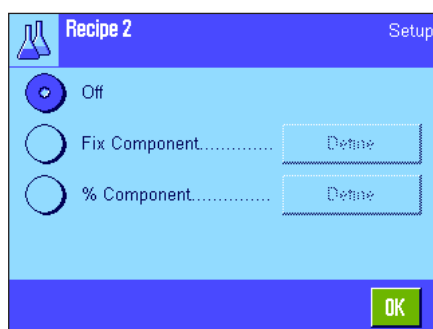 Recipe 2 Setup
Off
Fix Component.............. Define
% Component............... Define
OK